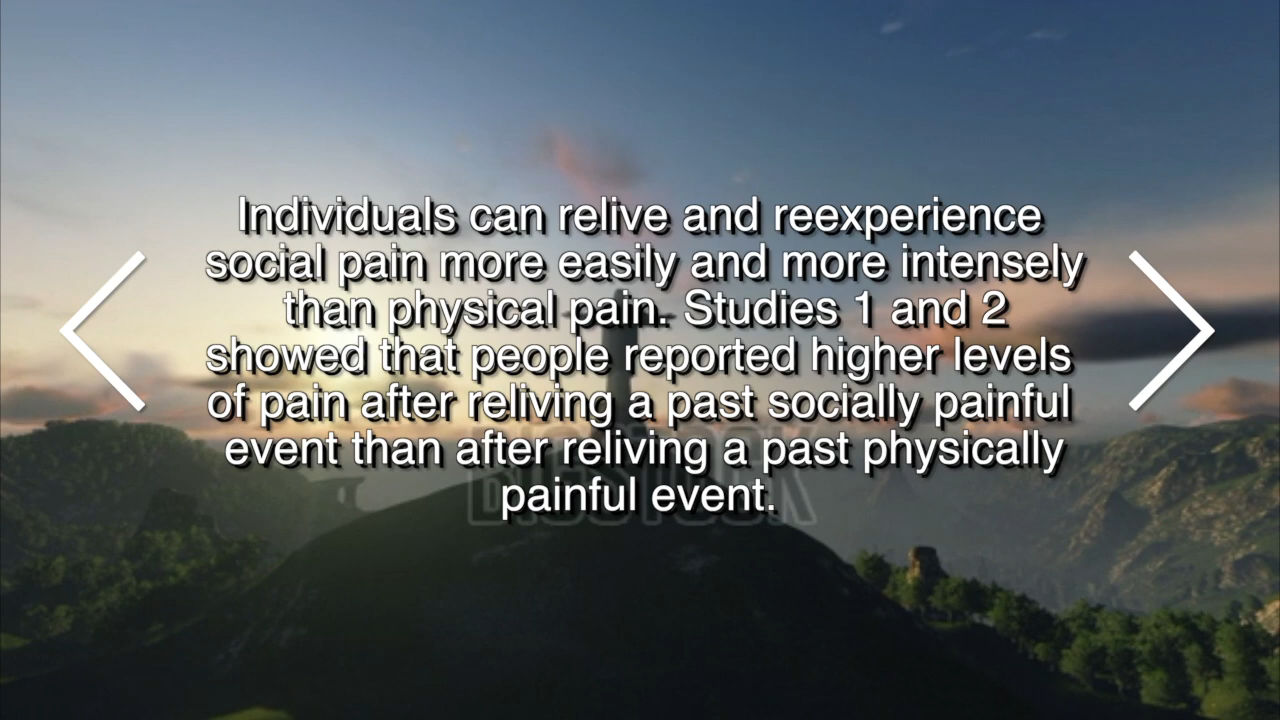 Individuals can relive and reexperience
social pain more easily and more intensely
than physical pain. Studies 1 and 2
showed that people reported higher levels
of pain after reliving a past socially painful
event than after reliving a past physically
painful event.